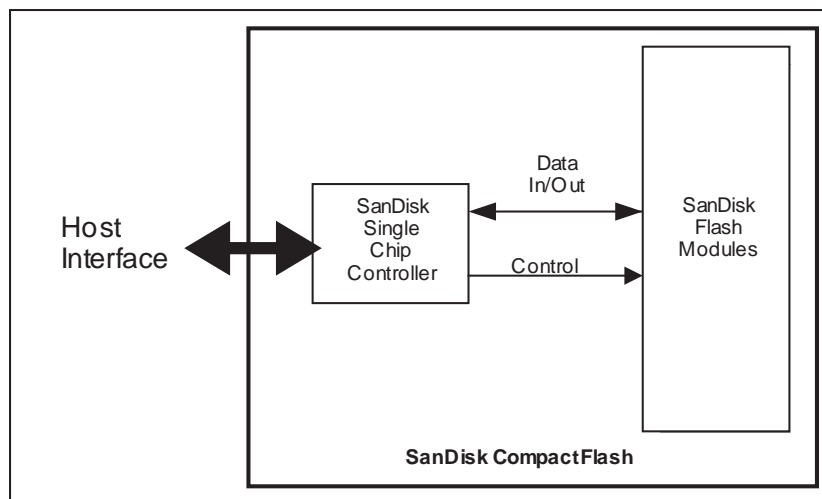 Host
Interface
SanDisk
Single
Chip
Controller
Data
In/Out
Control
SanDisk
Flash
Modules
SanDisk CompactFlash